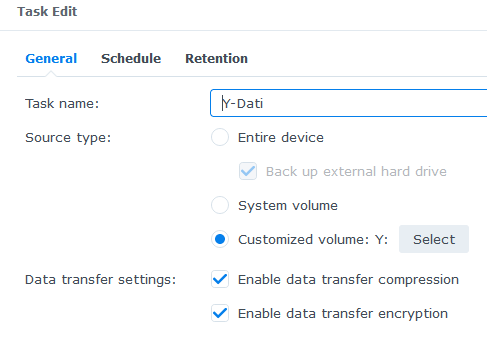 Task Edit
General Schedule Retention
Task name: Y-Dati
Source type: Entire device
Back up external hard drive
System volume
Customized volume: Y: Select
Data transfer settings: Enable data transfer compression
Enable data transfer encryption